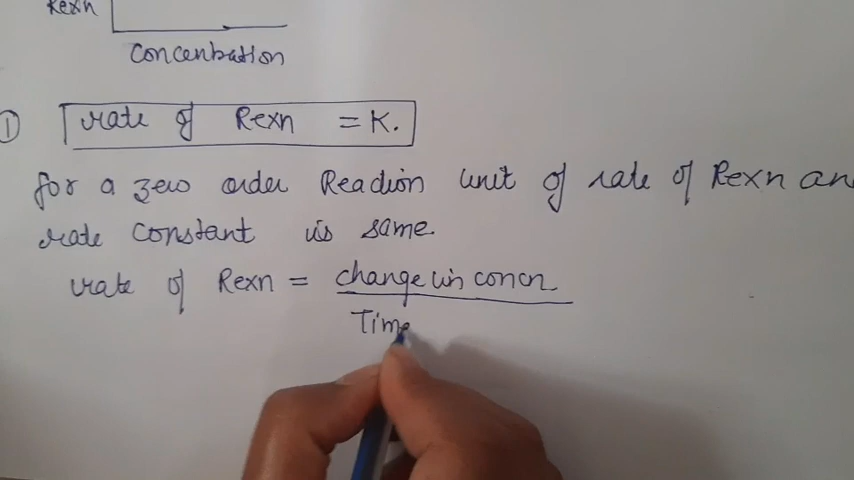 Rexn
Concentration
① rate of Rexn = K.
for a zero order Reaction unit of rate of Rexn an
rate constant is same.
rate of Rexn = change in concn
Time